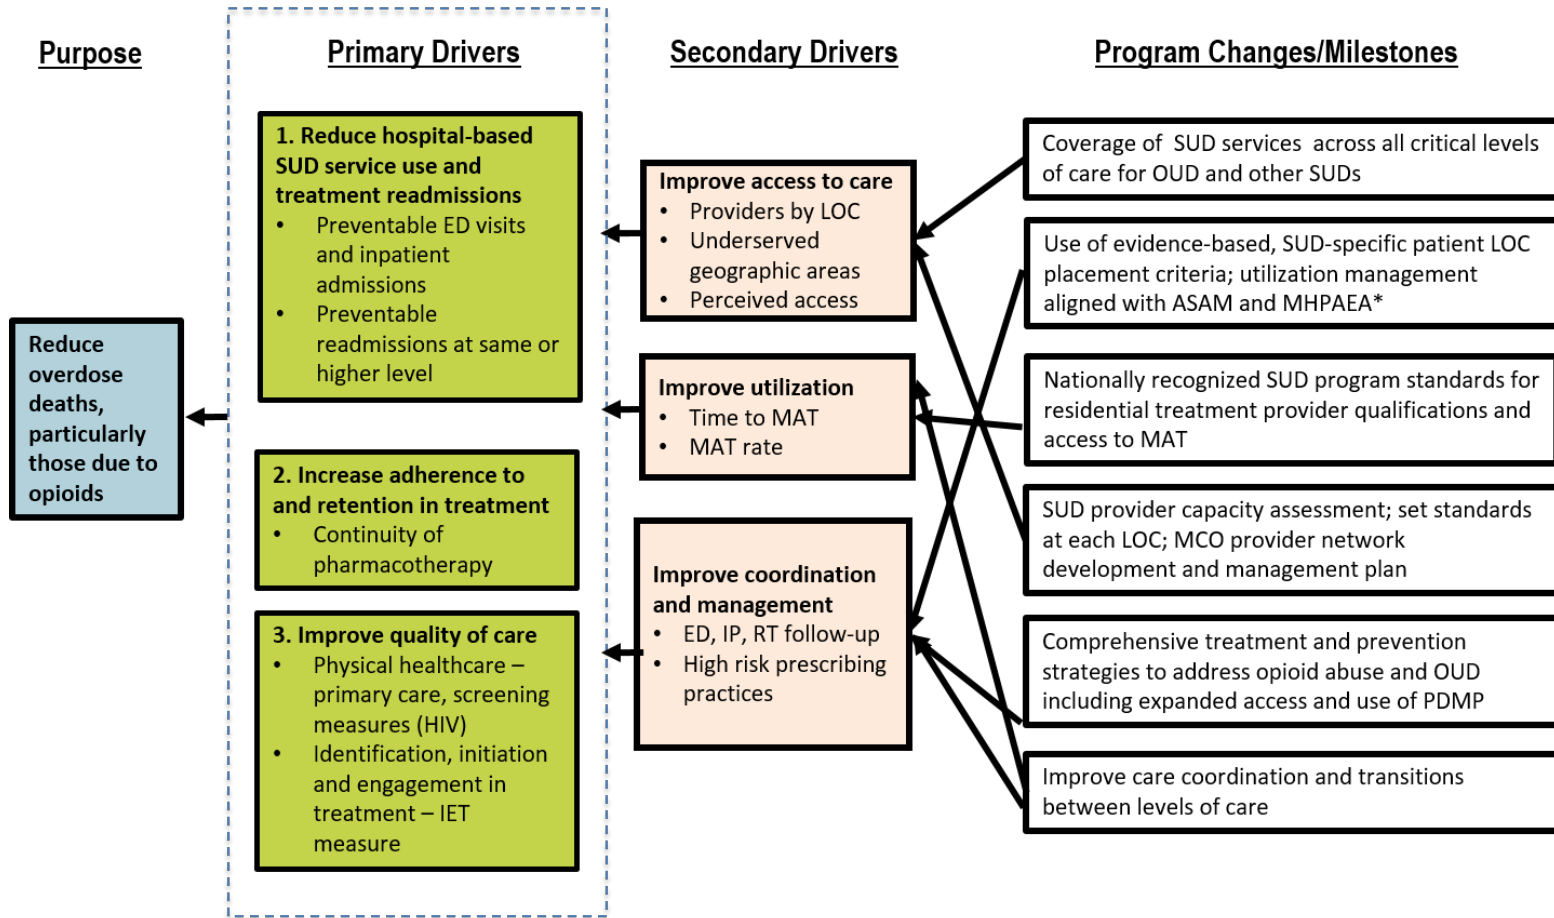 Purpose
Primary Drivers
Secondary Drivers
Program Changes/Milestones
Reduce
overdose
deaths,
particularly
those due to
opioids
1. Reduce hospital-based
SUD service use and
treatment readmissions
• Preventable ED visits
and inpatient
admissions
• Preventable
readmissions at same or
higher level
2. Increase adherence to
and retention in treatment
• Continuity of
pharmacotherapy
3. Improve quality of care
• Physical healthcare –
primary care, screening
measures (HIV)
• Identification, initiation
and engagement in
treatment – IET
measure
Improve access to care
• Providers by LOC
• Underserved
geographic areas
• Perceived access
Improve utilization
• Time to MAT
• MAT rate
Improve coordination
and management
• ED, IP, RT follow-up
• High risk prescribing
practices
Coverage of SUD services across all critical levels
of care for OUD and other SUDs
Use of evidence-based, SUD-specific patient LOC
placement criteria; utilization management
aligned with ASAM and MHPAEA*
Nationally recognized SUD program standards for
residential treatment provider qualifications and
access to MAT
SUD provider capacity assessment; set standards
at each LOC; MCO provider network
development and management plan
Comprehensive treatment and prevention
strategies to address opioid abuse and OUD
including expanded access and use of PDMP
Improve care coordination and transitions
between levels of care